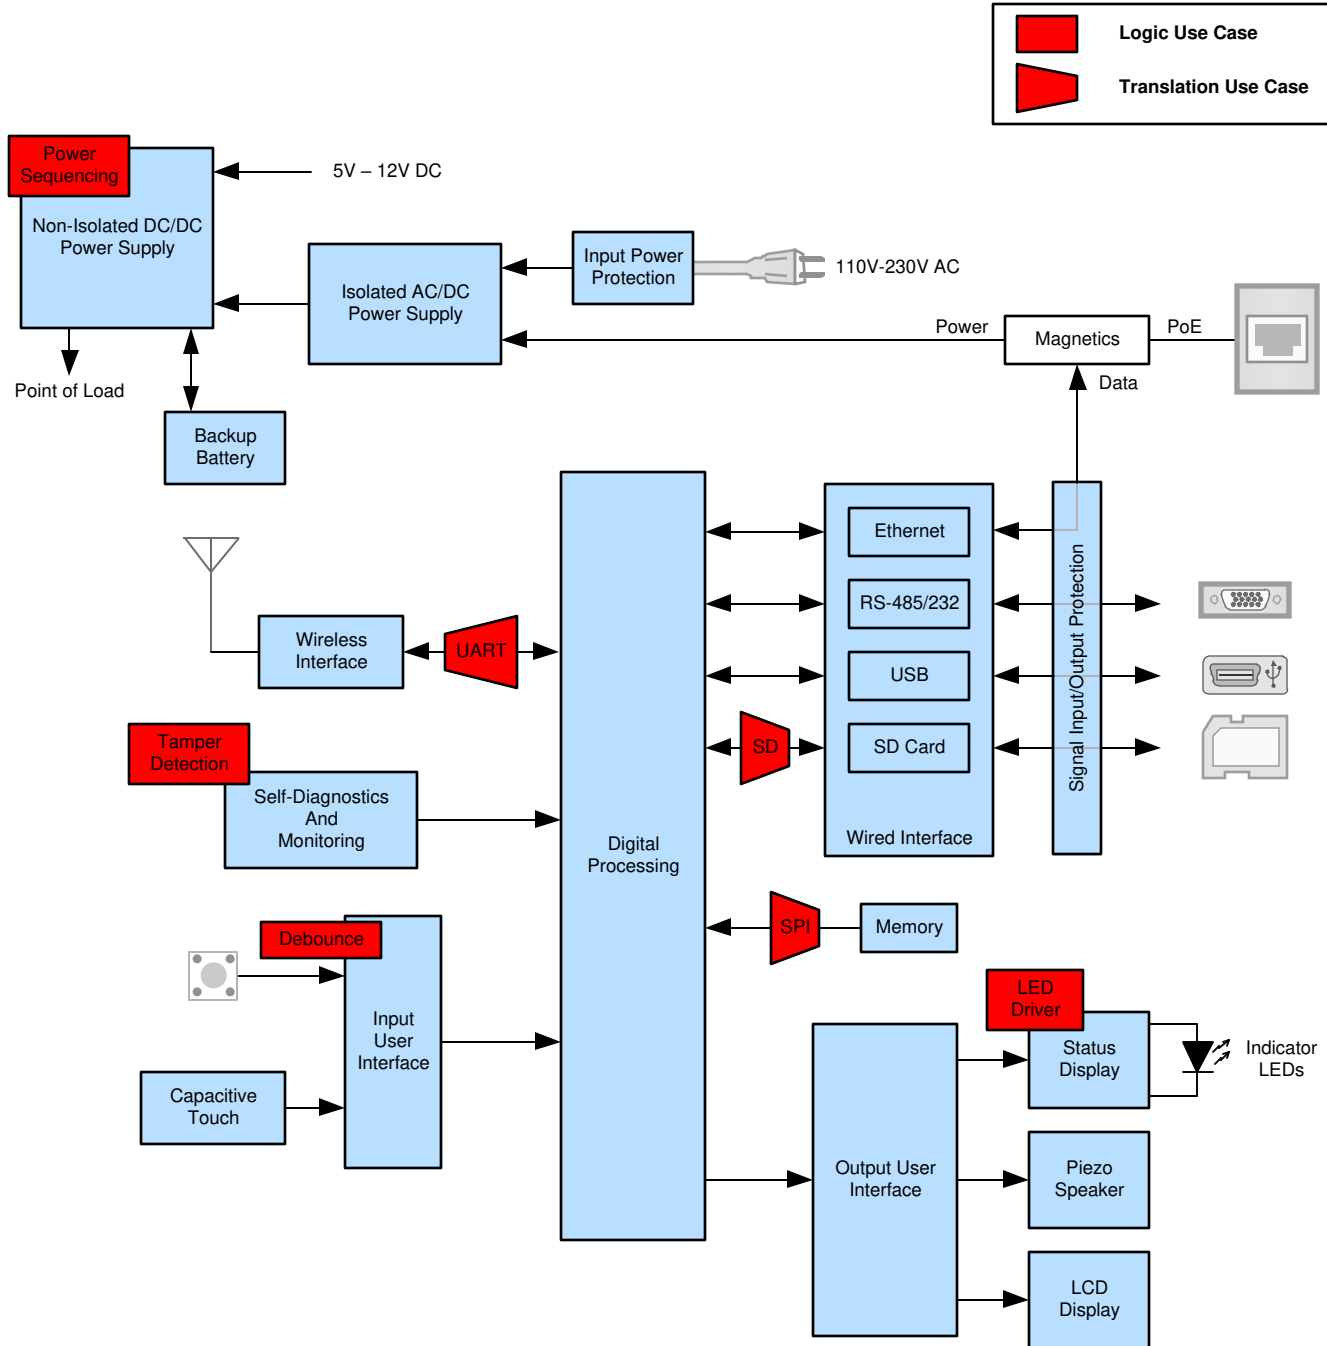 Logic Use Case
Translation Use Case
Power
Sequencing
5V – 12V DC
Non-Isolated DC/DC
Power Supply
Input Power
Protection
110V-230V AC
Isolated AC/DC
Power Supply
Power
Magnetics
PoE
Data
Point of Load
Backup
Battery
Ethernet
RS-485/232
USB
SD Card
Wired Interface
Signal Input/Output Protection
Wireless
Interface
UART
SD
Tamper
Detection
Self-Diagnostics
And
Monitoring
Digital
Processing
SPI
Memory
Debounce
Input
User
Interface
Capacitive
Touch
LED
Driver
Status
Display
Indicator
LEDs
Output User
Interface
Piezo
Speaker
LCD
Display